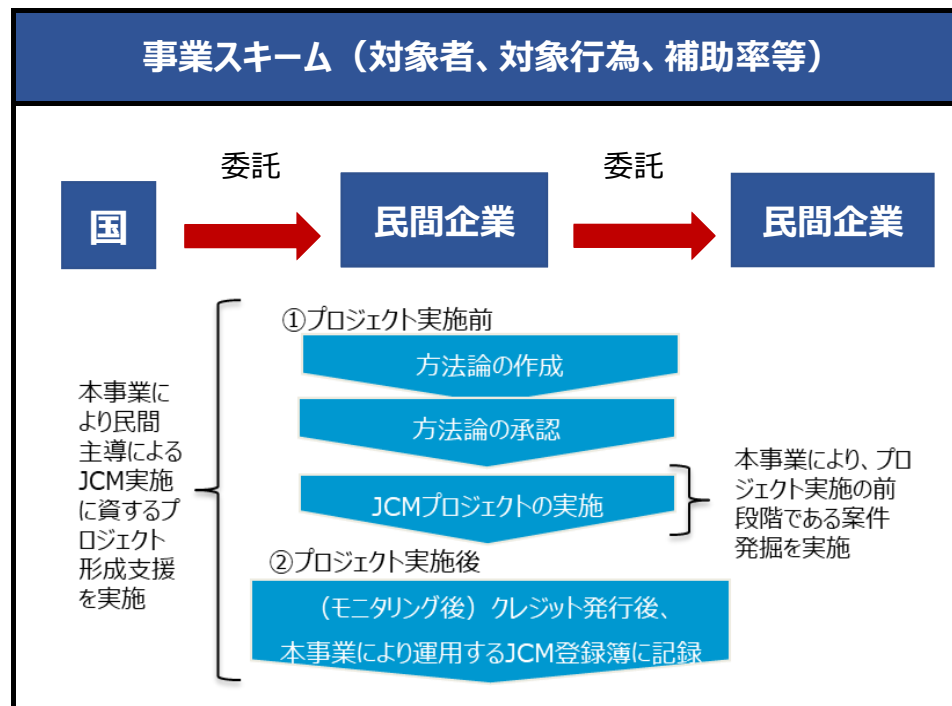 事業スキーム（対象者、対象行為、補助率等）
委託
委託
国
民間企業
民間企業
①プロジェクト実施前
方法論の作成
方法論の承認
JCMプロジェクトの実施
本事業に
より民間
主導による
JCM実施
に資するプ
ロジェクト
形成支援
を実施
本事業により、プロ
ジェクト実施の前
段階である案件
発掘を実施
②プロジェクト実施後
（モニタリング後）クレジット発行後、
本事業により運用するJCM登録簿に記録